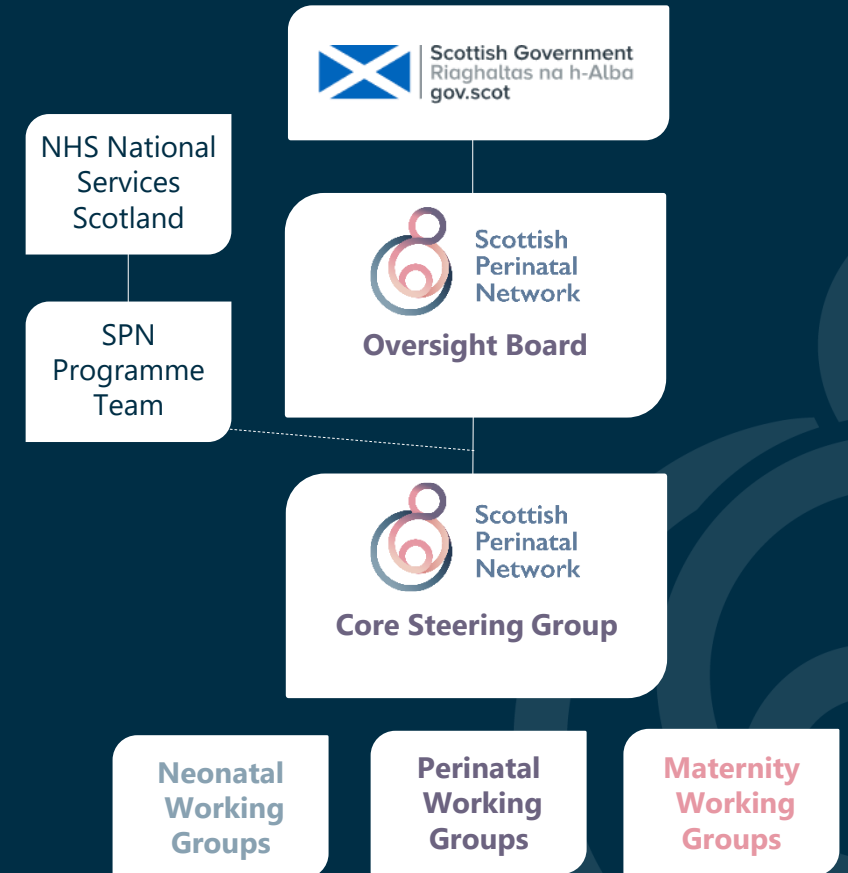 Scottish Government
Riaghaltas na h-Alba
gov.scot
NHS National
Services
Scotland
Scottish
Perinatal
Network
Oversight Board
SPN
Programme
Team
Scottish
Perinatal
Network
Core Steering Group
Neonatal
Working
Groups
Perinatal
Working
Groups
Maternity
Working
Groups